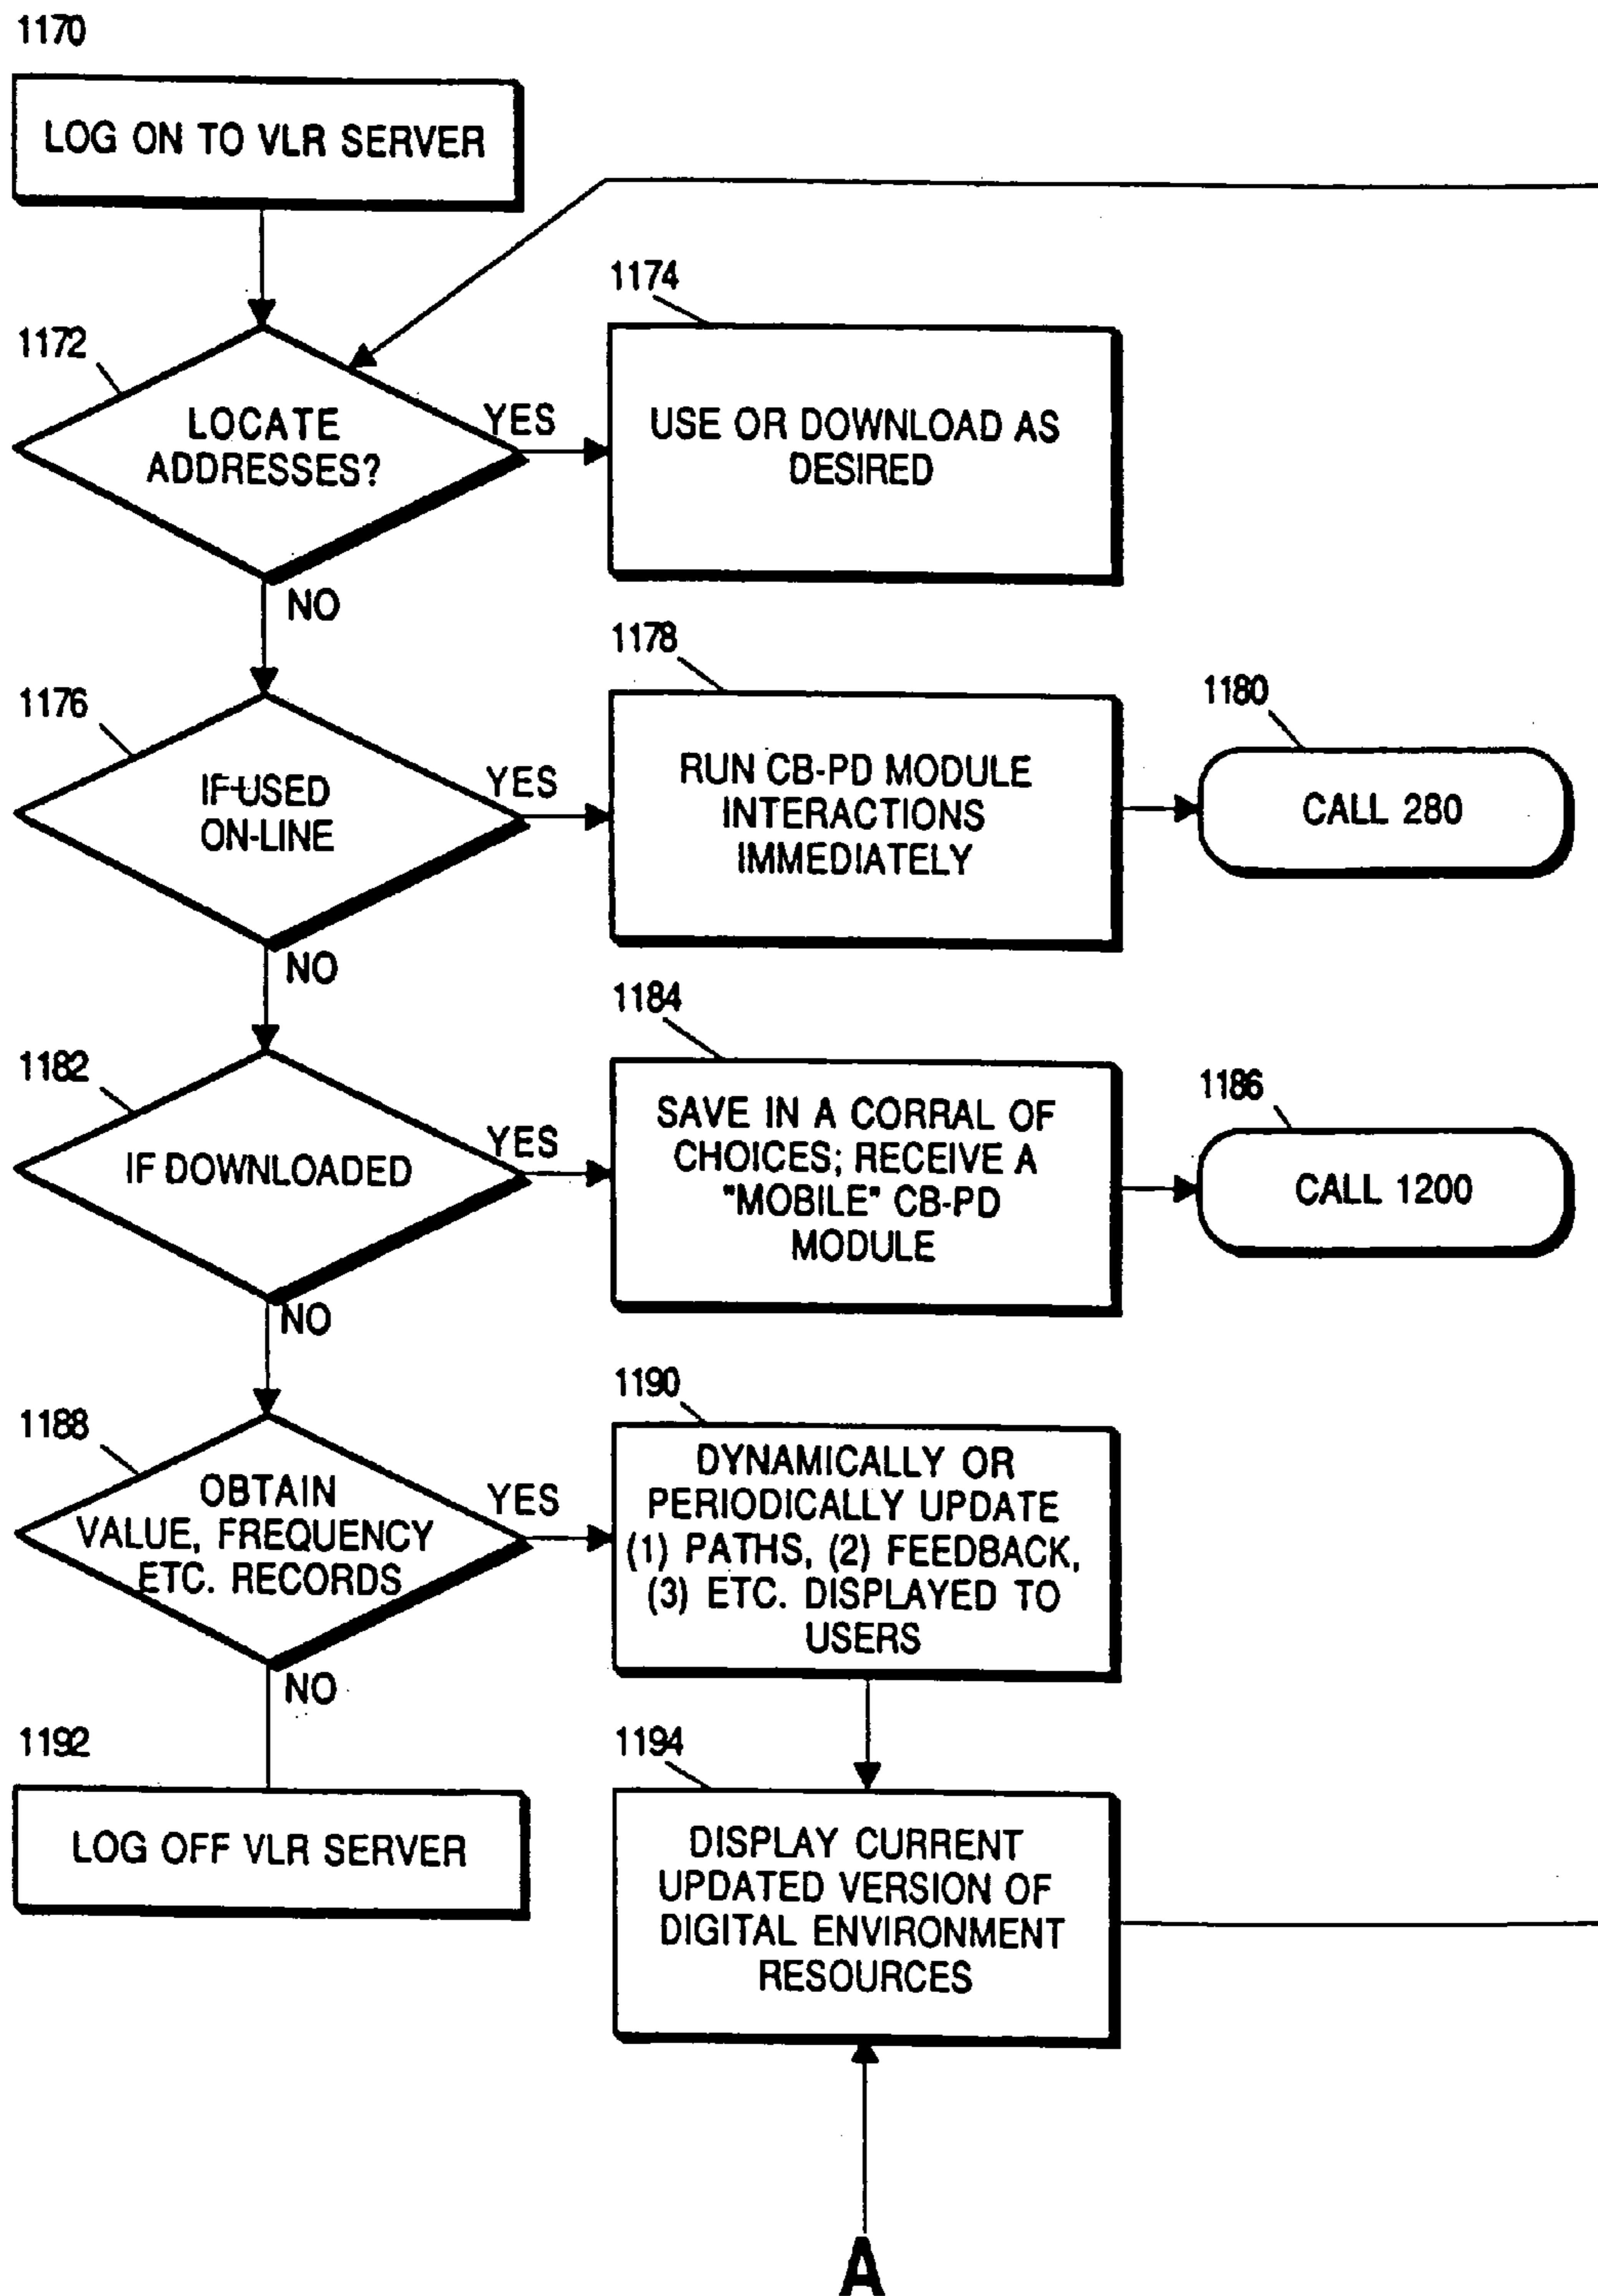 1170
LOG ON TO VLR SERVER
1172
LOCATE
ADDRESSES?
YES
NO
1174
USE OR DOWNLOAD AS
DESIRED
1176
IF USED
ON-LINE
YES
NO
1178
RUN CB-PD MODULE
INTERACTIONS
IMMEDIATELY
1180
CALL 280
1182
IF DOWNLOADED
YES
NO
1184
SAVE IN A CORRAL OF
CHOICES; RECEIVE A
"MOBILE" CB-PD
MODULE
1186
CALL 1200
1188
OBTAIN
VALUE, FREQUENCY
ETC. RECORDS
YES
NO
1190
DYNAMICALLY OR
PERIODICALLY UPDATE
(1) PATHS, (2) FEEDBACK,
(3) ETC. DISPLAYED TO
USERS
1192
LOG OFF VLR SERVER
1194
DISPLAY CURRENT
UPDATED VERSION OF
DIGITAL ENVIRONMENT
RESOURCES
A